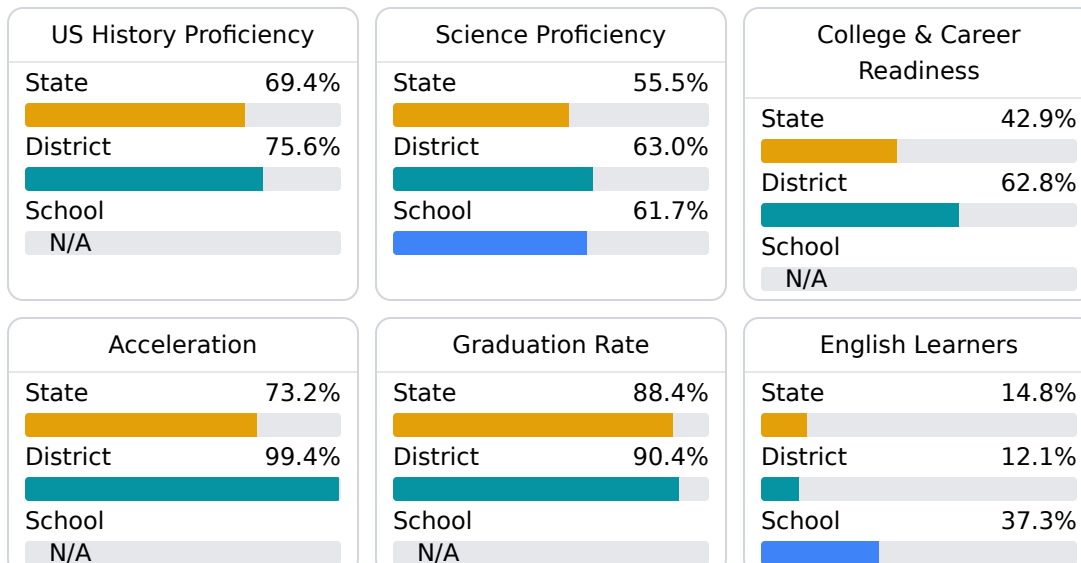 US History Proficiency
State 69.4%
District 75.6%
School
N/A
Science Proficiency
State 55.5%
District 63.0%
School 61.7%
College & Career
Readiness
State 42.9%
District 62.8%
School
N/A
Acceleration
State 73.2%
District 99.4%
School
N/A
Graduation Rate
State 88.4%
District 90.4%
School
N/A
English Learners
State 14.8%
District 12.1%
School 37.3%